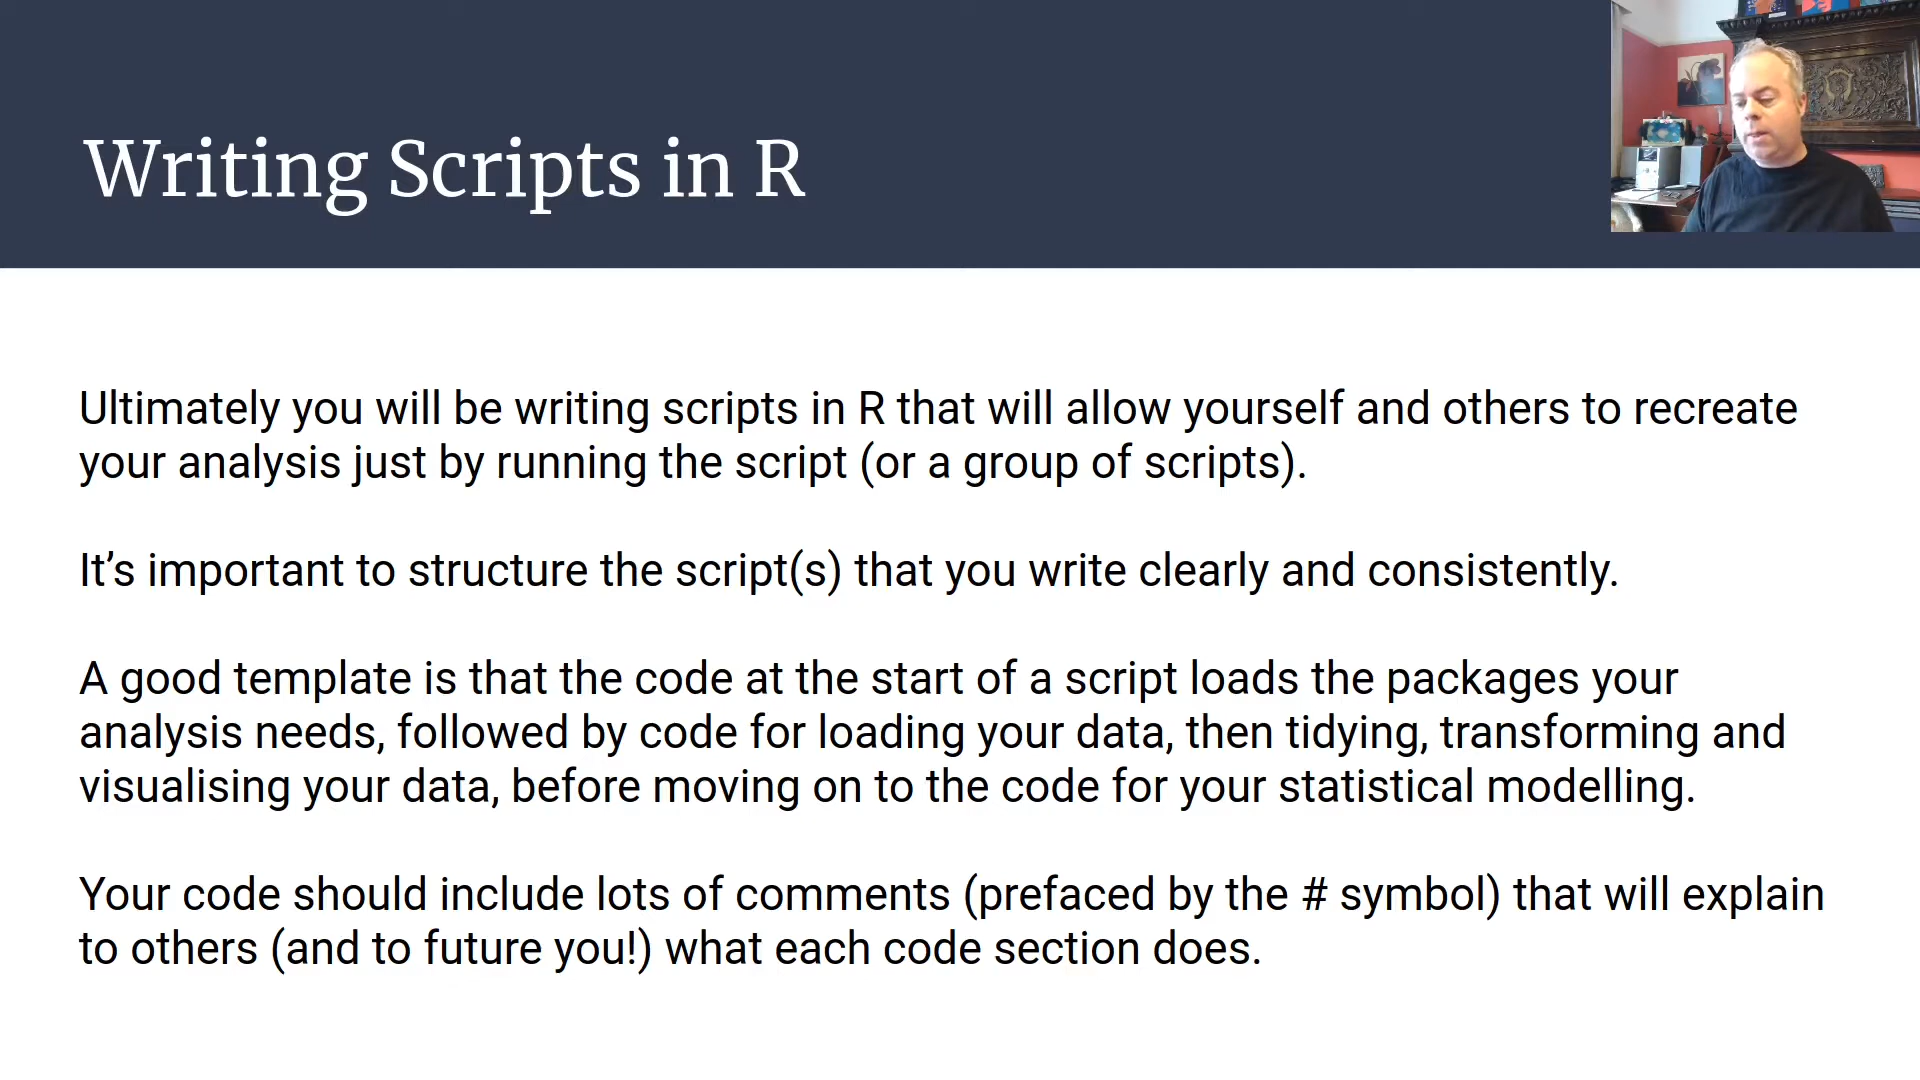 Writing Scripts in R
Ultimately you will be writing scripts in R that will allow yourself and others to recreate
your analysis just by running the script (or a group of scripts).
It’s important to structure the script(s) that you write clearly and consistently.
A good template is that the code at the start of a script loads the packages your
analysis needs, followed by code for loading your data, then tidying, transforming and
visualising your data, before moving on to the code for your statistical modelling.
Your code should include lots of comments (prefaced by the # symbol) that will explain
to others (and to future you!) what each code section does.